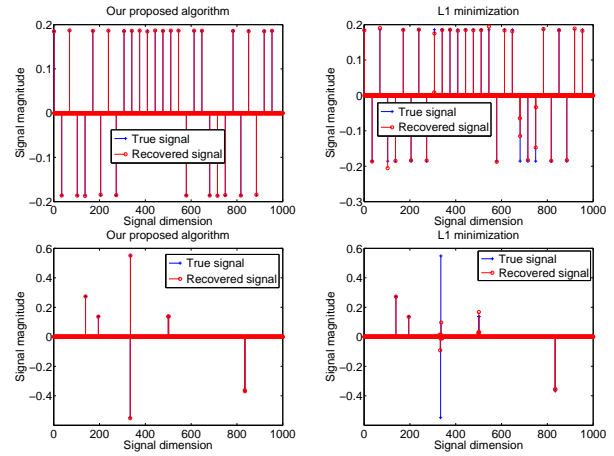 Our proposed algorithm
0.2
0.1
0
−0.1
−0.2
Signal magnitude
True signal
Recovered signal
0 200 400 600 800 1000
Signal dimension
L1 minimization
0.2
0.1
0
−0.1
−0.2
−0.3
Signal magnitude
True signal
Recovered signal
0 200 400 600 800 1000
Signal dimension
Our proposed algorithm
0.6
0.4
0.2
0
−0.2
−0.4
Signal magnitude
True signal
Recovered signal
0 200 400 600 800 1000
Signal dimension
L1 minimization
0.6
0.4
0.2
0
−0.2
−0.4
Signal magnitude
True signal
Recovered signal
0 200 400 600 800 1000
Signal dimension